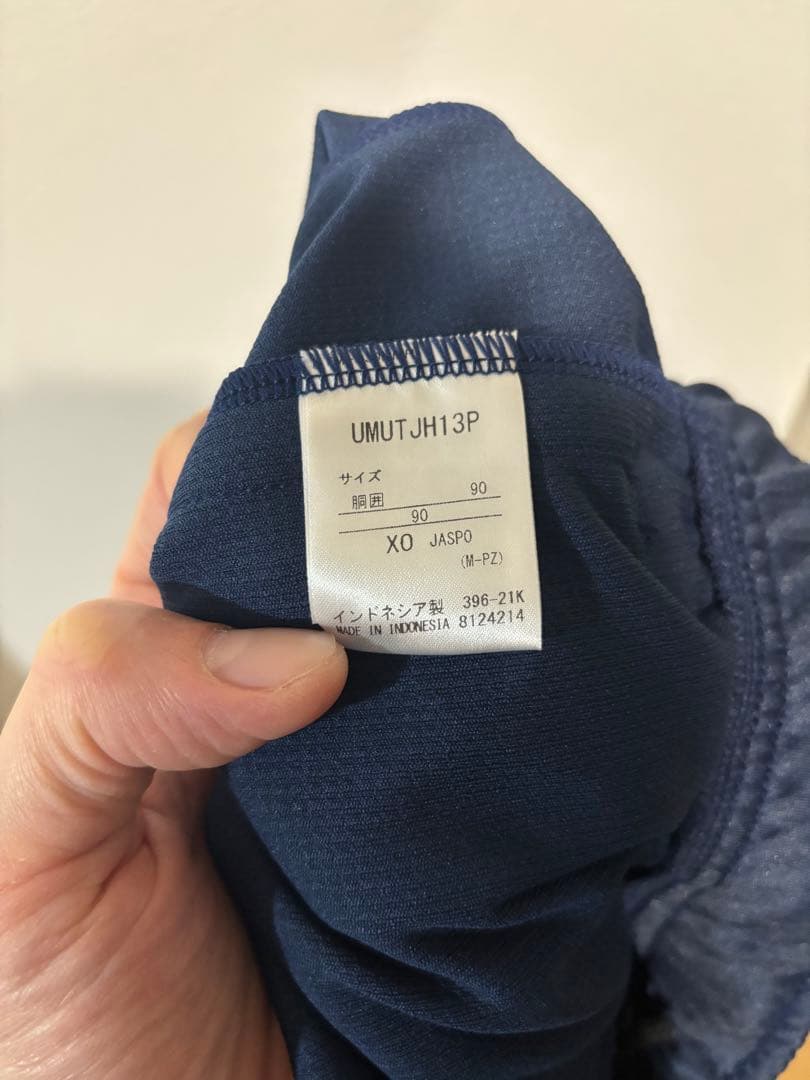 UMUTJH13P
サイズ
胴囲 90
90
XO JASPO
(M-PZ)
インドネシア製 396-21K
MADE IN INDONESIA 8124214